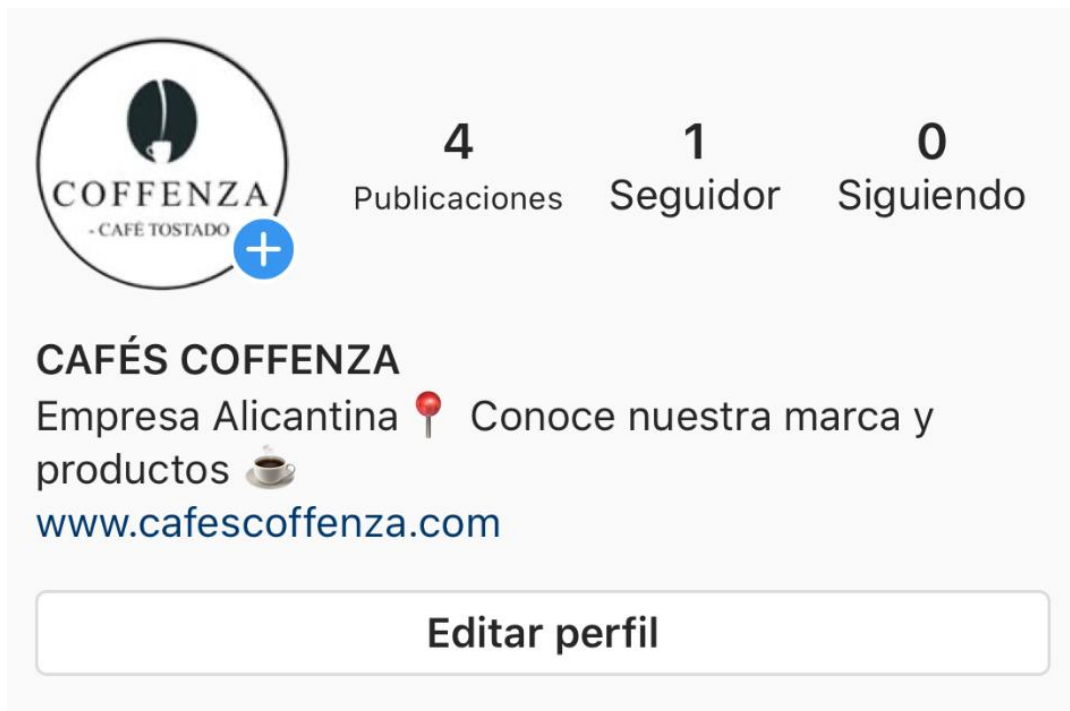 COFFENZA
- CAFÉ TOSTADO
4
Publicaciones
1
Seguidor
0
Siguiendo
CAFÉS COFFENZA
Empresa Alicantina📍 Conoce nuestra marca y
productos ☕
www.cafescoffenza.com
Editar perfil